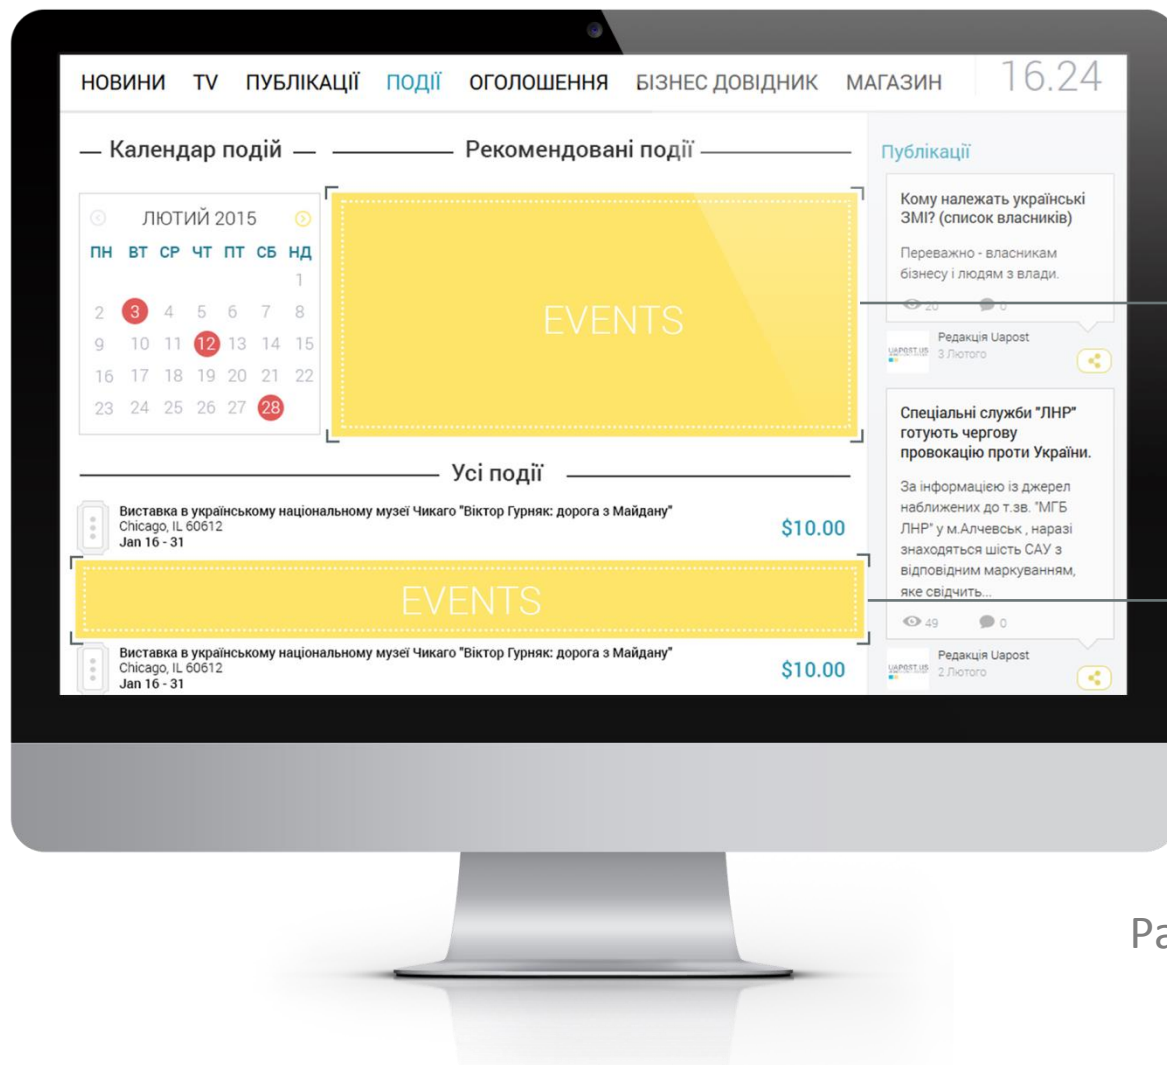 НОВИНИ TV ПУБЛІКАЦІЇ ПОДІЇ ОГОЛОШЕННЯ БІЗНЕС ДОВІДНИК МАГАЗИН 16.24
Календар подій
ЛЮТИЙ 2015
ПН ВТ СР ЧТ ПТ СБ НД
1
2 3 4 5 6 7 8
9 10 11 12 13 14 15
16 17 18 19 20 21 22
23 24 25 26 27 28
Рекомендовані події
EVENTS
Усі події
Виставка в українському національному музеї Чикаго "Віктор Гурняк: дорога з Майдану"
Chicago, IL 60612
Jan 16 - 31
$10.00
EVENTS
Виставка в українському національному музеї Чикаго "Віктор Гурняк: дорога з Майдану"
Chicago, IL 60612
Jan 16 - 31
$10.00
Публікації
Кому належать українські
ЗМІ? (список власників)
Переважно - власникам
бізнесу і людям з влади.
20 0
UAPOST.US
Редакція Uapost
3 Лютого
Спеціальні служби "ЛНР"
готують чергову
провокацію проти України.
За інформацією із джерел
наближених до т.зв. "МГБ
ЛНР" у м.Алчевськ , наразі
знаходяться шість САУ з
відповідним маркуванням,
яке свідчить...
49 0
UAPOST.US
Редакція Uapost
2 Лютого
Pa